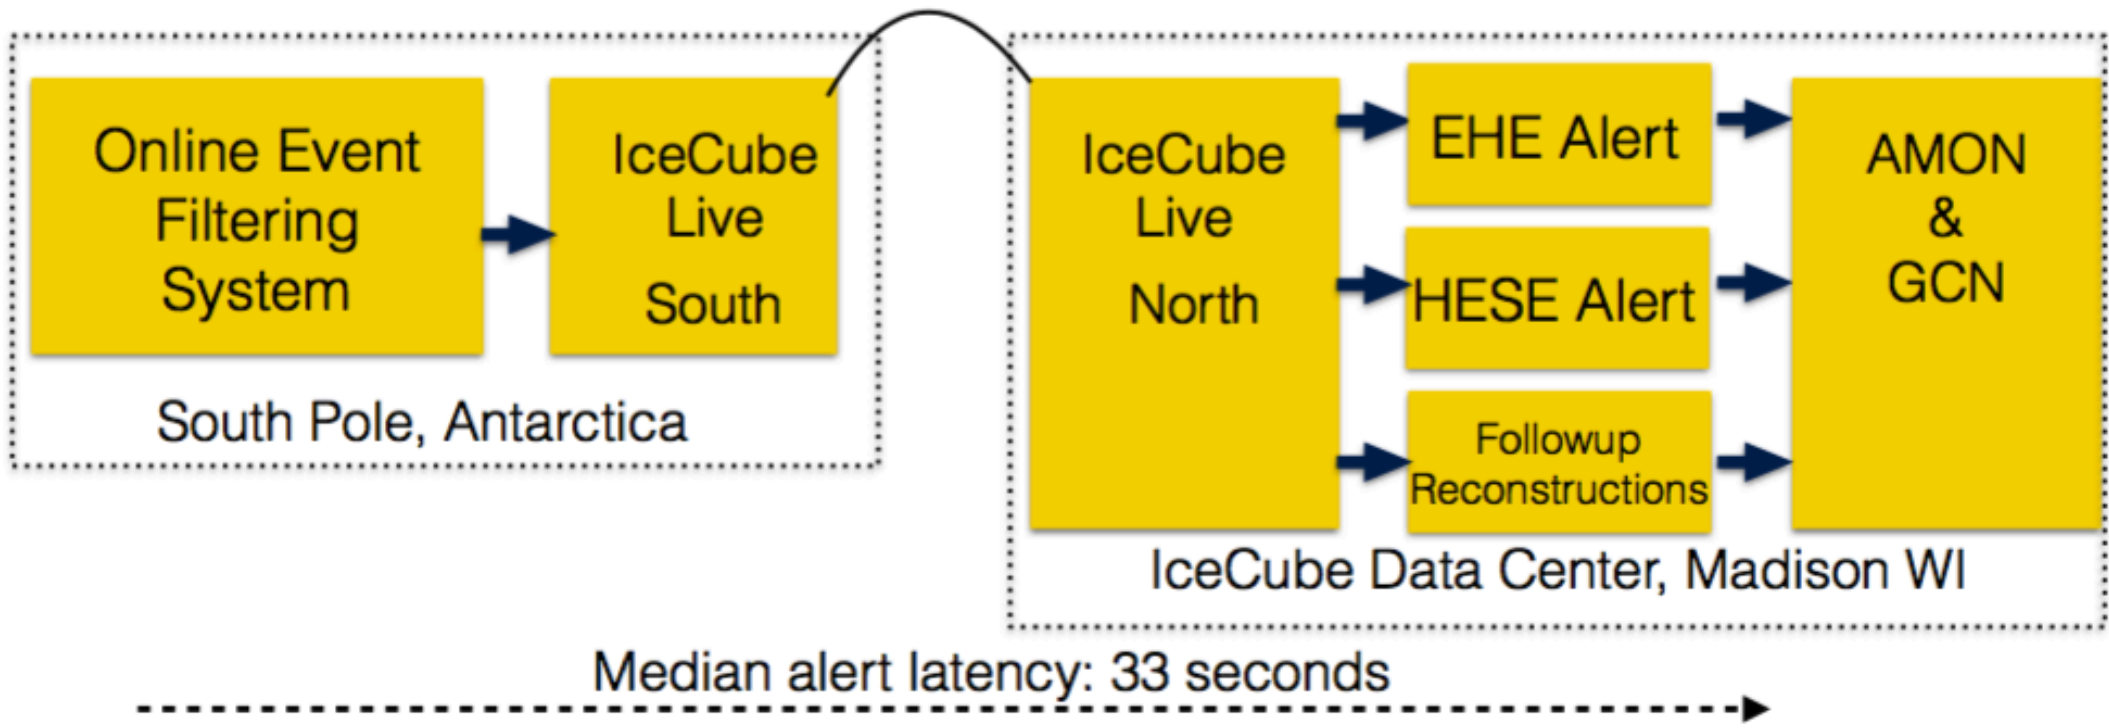 Online Event
Filtering
System
IceCube
Live
South
South Pole, Antarctica
IceCube
Live
North
EHE Alert
HESE Alert
Followup
Reconstructions
AMON
&
GCN
IceCube Data Center, Madison WI
Median alert latency: 33 seconds